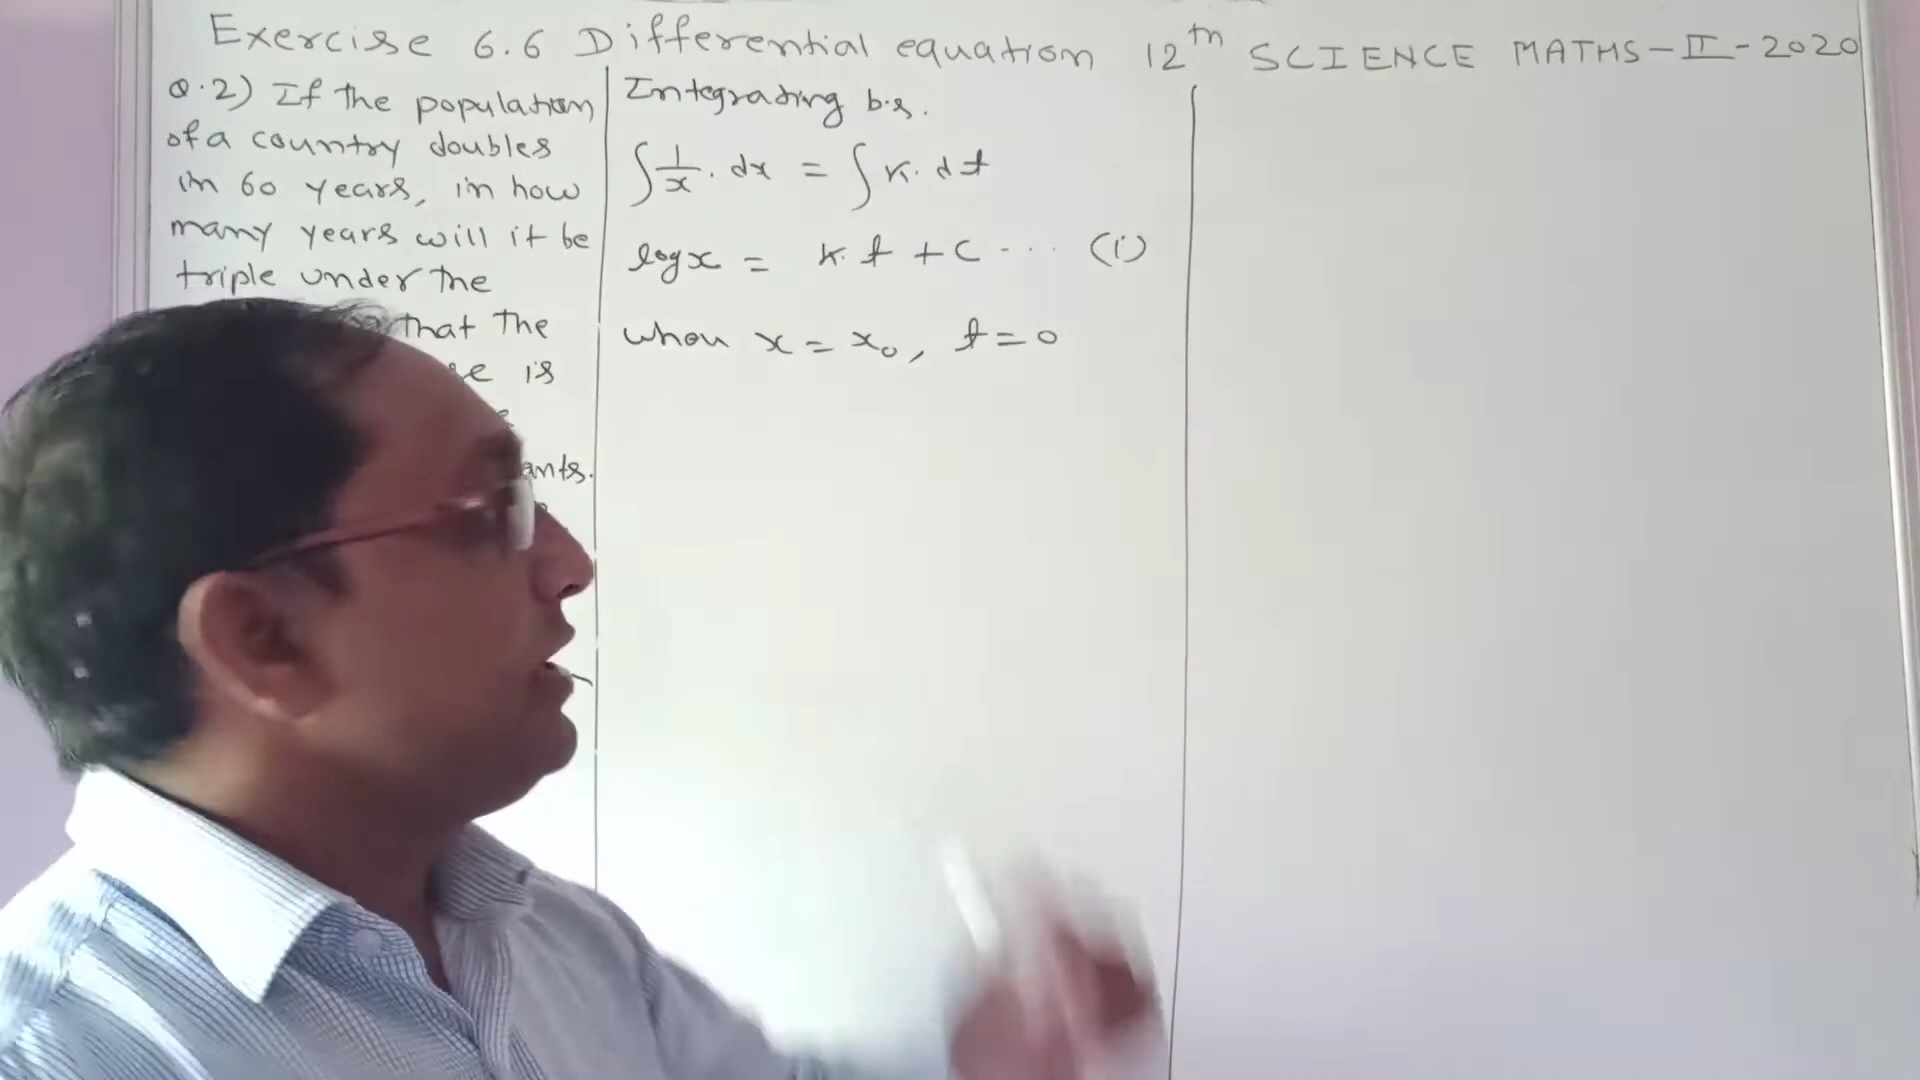 Exercise 6.6 Differential equation 12th SCIENCE MATHS-II-2020
Q.2) If the population
of a country doubles
in 60 years, in how
many years will it be
triple under the
that the
is
ants.
Integrating b.s.
∫ 1/x . dx = ∫ k. dt
log x = k. t + c ... (i)
when x = x₀, t = 0